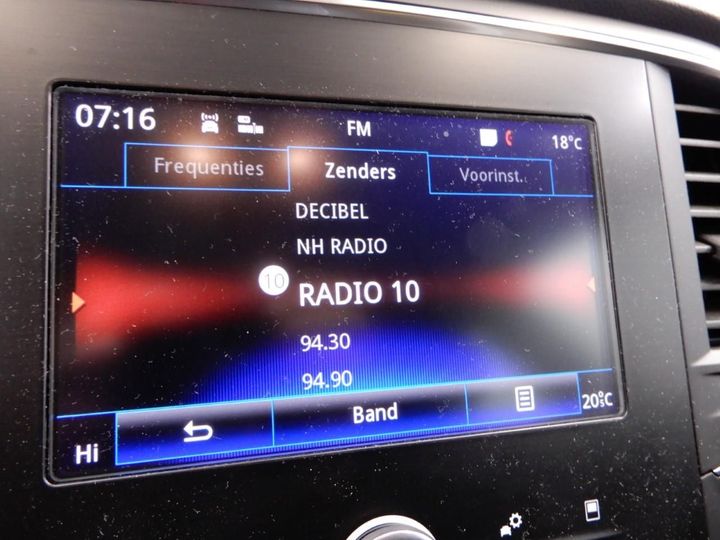 07:16 FM 18°C
Frequenties Zenders Voorinst.
DECIBEL
NH RADIO
10 RADIO 10
94.30
94.90
Hi Band 20°C